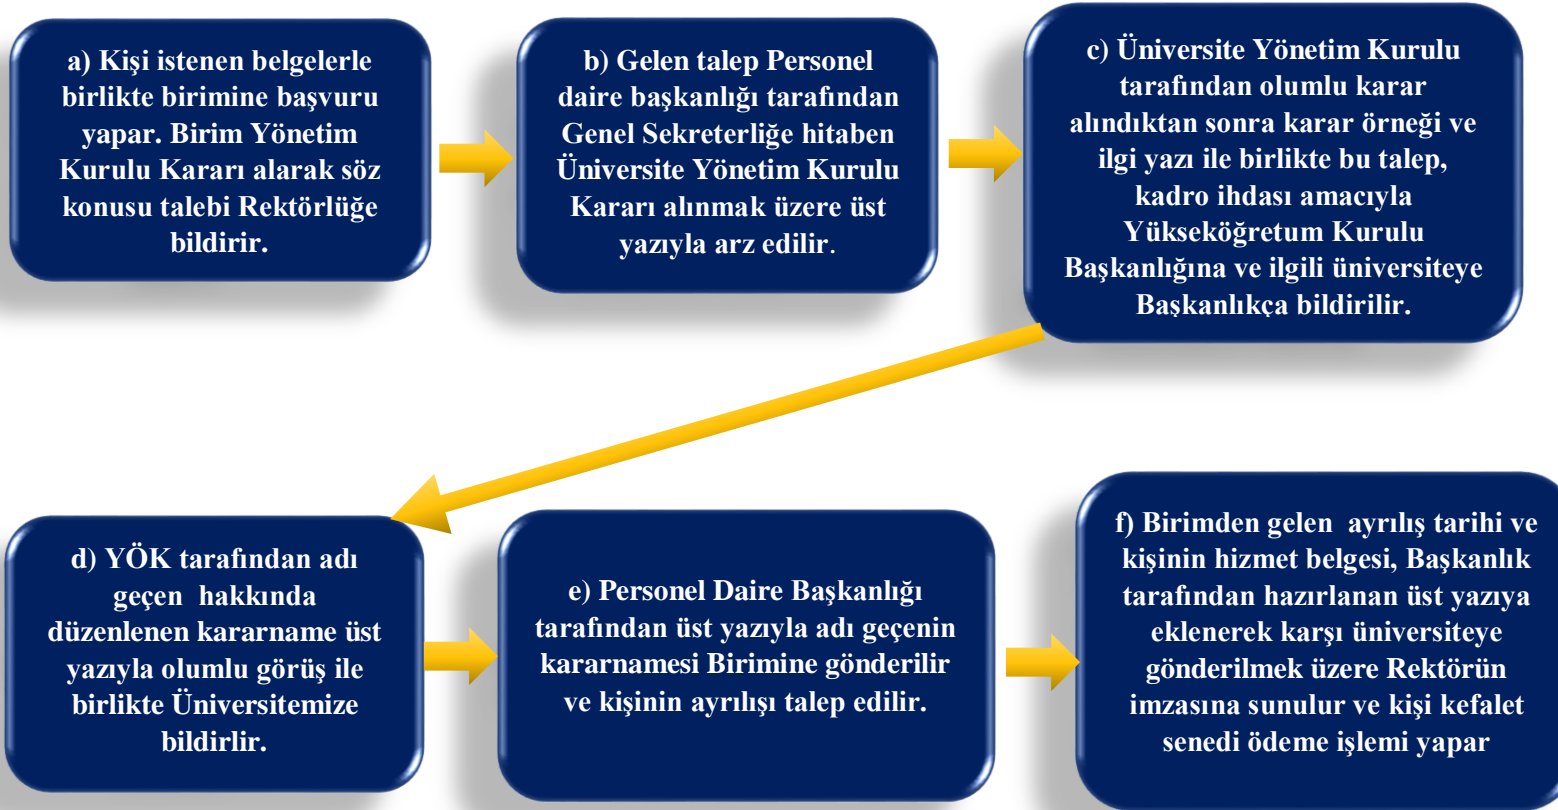 a) Kişi istenen belgelerle
birlikte birimine başvuru
yapar. Birim Yönetim
Kurulu Kararı alarak söz
konusu talebi Rektörlüğe
bildirir.
b) Gelen talep Personel
daire başkanlığı tarafından
Genel Sekreterliğe hitaben
Üniversite Yönetim Kurulu
Kararı alınmak üzere üst
yazıyla arz edilir.
c) Üniversite Yönetim Kurulu
tarafından olumlu karar
alındıktan sonra karar örneği ve
ilgi yazı ile birlikte bu talep,
kadro ihdası amacıyla
Yükseköğretum Kurulu
Başkanlığına ve ilgili üniversiteye
Başkanlıkça bildirilir.
d) YÖK tarafından adı
geçen hakkında
düzenlenen kararname üst
yazıyla olumlu görüş ile
birlikte Üniversitemize
bildirlir.
e) Personel Daire Başkanlığı
tarafından üst yazıyla adı geçenin
kararnamesi Birimine gönderilir
ve kişinin ayrılışı talep edilir.
f) Birimden gelen ayrılış tarihi ve
kişinin hizmet belgesi, Başkanlık
tarafından hazırlanan üst yazıya
eklenerek karşı üniversiteye
gönderilmek üzere Rektörün
imzasına sunulur ve kişi kefalet
senedi ödeme işlemi yapar